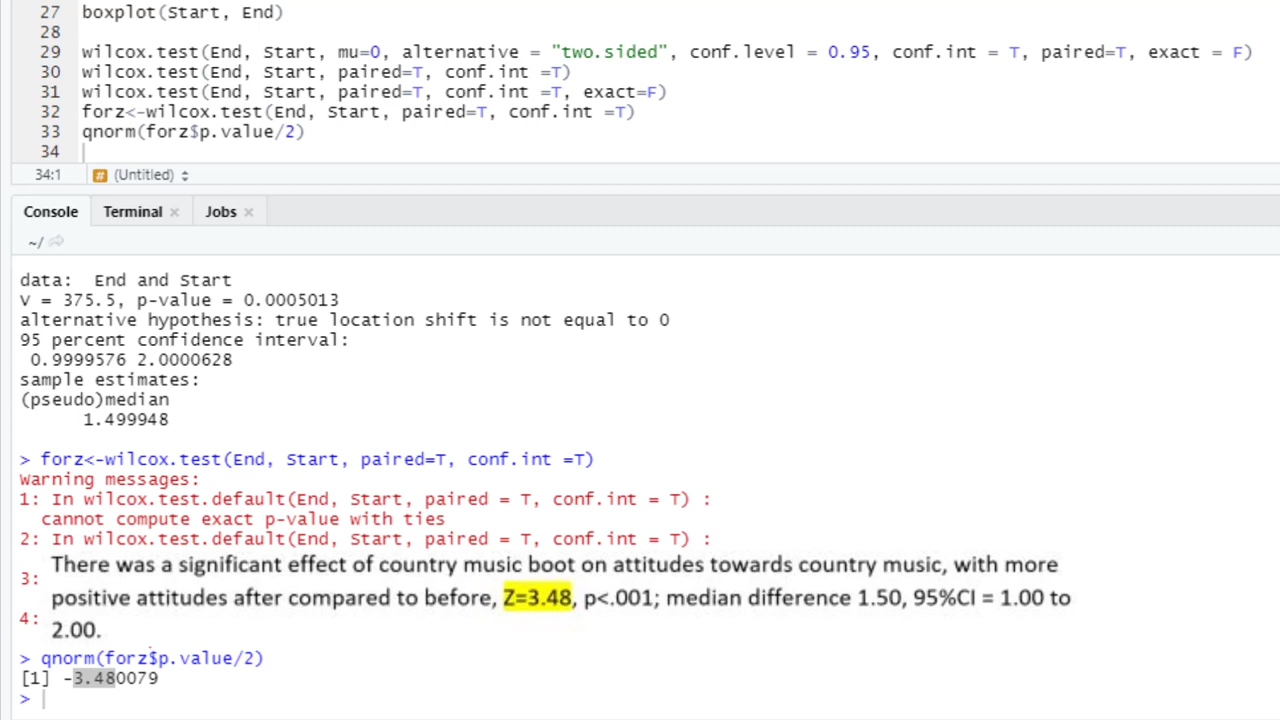 27 boxplot(Start, End)
28
29 wilcox.test(End, Start, mu=0, alternative = "two.sided", conf.level = 0.95, conf.int = T, paired=T, exact = F)
30 wilcox.test(End, Start, paired=T, conf.int =T)
31 wilcox.test(End, Start, paired=T, conf.int =T, exact=F)
32 forz<-wilcox.test(End, Start, paired=T, conf.int =T)
33 qnorm(forz$p.value/2)
34
34:1 # (Untitled)
Console Terminal × Jobs ×
~/
data:  End and Start
V = 375.5, p-value = 0.0005013
alternative hypothesis: true location shift is not equal to 0
95 percent confidence interval:
 0.9999576 2.0000628
sample estimates:
(pseudo)median
      1.499948
> forz<-wilcox.test(End, Start, paired=T, conf.int =T)
Warning messages:
1: In wilcox.test.default(End, Start, paired = T, conf.int = T) :
  cannot compute exact p-value with ties
2: In wilcox.test.default(End, Start, paired = T, conf.int = T) :
There was a significant effect of country music boot on attitudes towards country music, with more
3:
positive attitudes after compared to before, Z=3.48, p<.001; median difference 1.50, 95%CI = 1.00 to
4:
2.00.
> qnorm(forz$p.value/2)
[1] -3.480079
>